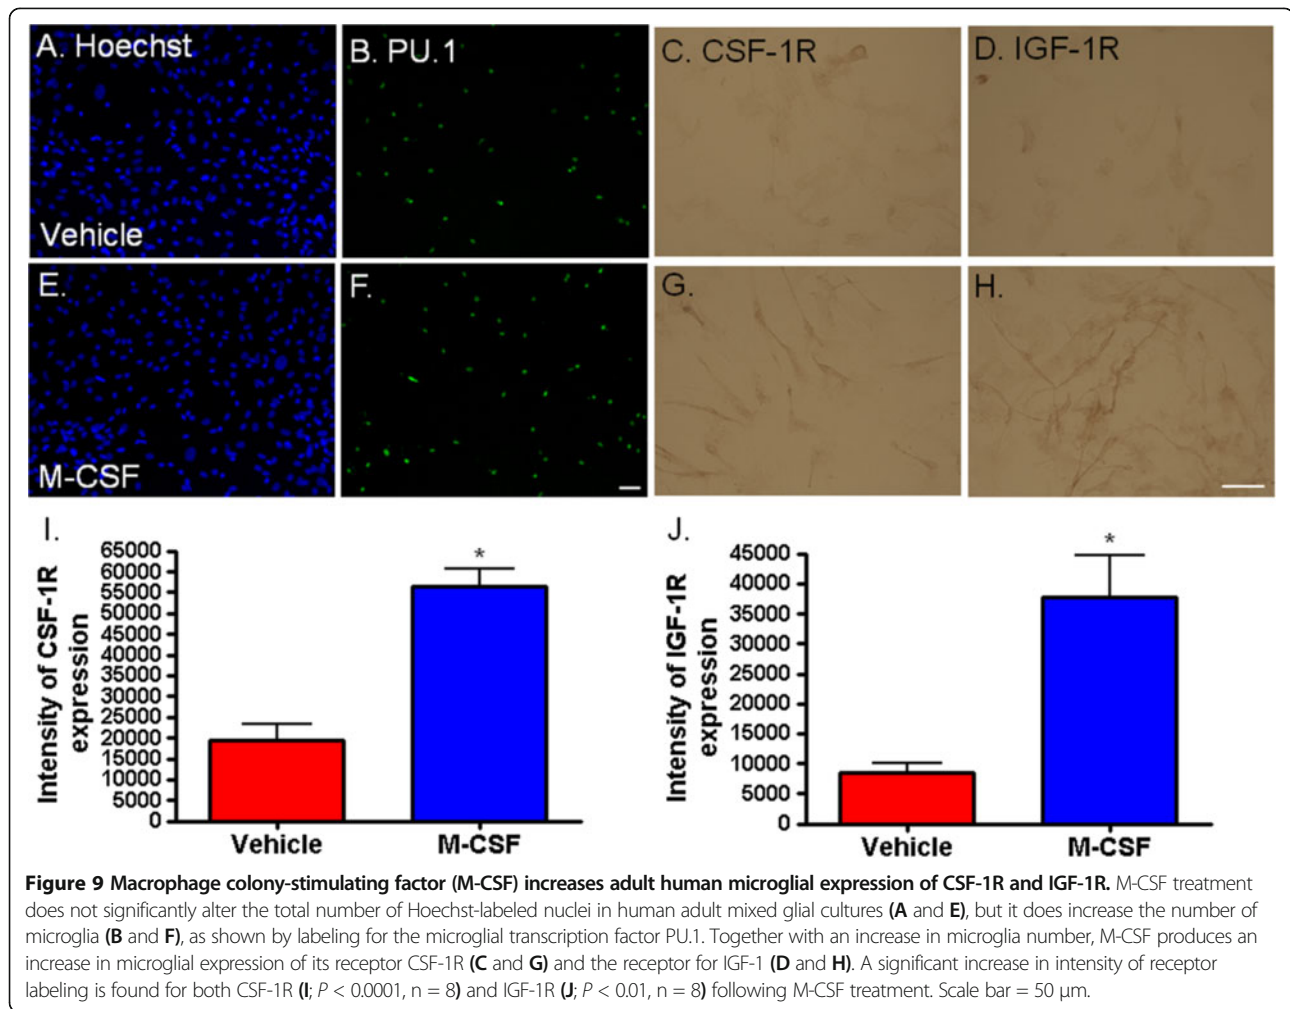 A. Hoechst
B. PU.1
C. CSF-1R
D. IGF-1R
Vehicle
E.
F.
G.
H.
M-CSF
I.
Intensity of CSF-1R
expression
65000
60000
55000
50000
45000
40000
35000
30000
25000
20000
15000
10000
5000
0
*
Vehicle
M-CSF
J.
Intensity of IGF-1R
expression
45000
40000
35000
30000
25000
20000
15000
10000
5000
0
*
Vehicle
M-CSF
Figure 9 Macrophage colony-stimulating factor (M-CSF) increases adult human microglial expression of CSF-1R and IGF-1R. M-CSF treatment
does not significantly alter the total number of Hoechst-labeled nuclei in human adult mixed glial cultures (A and E), but it does increase the number of
microglia (B and F), as shown by labeling for the microglial transcription factor PU.1. Together with an increase in microglia number, M-CSF produces an
increase in microglial expression of its receptor CSF-1R (C and G) and the receptor for IGF-1 (D and H). A significant increase in intensity of receptor
labeling is found for both CSF-1R (I; P < 0.0001, n = 8) and IGF-1R (J; P < 0.01, n = 8) following M-CSF treatment. Scale bar = 50 μm.